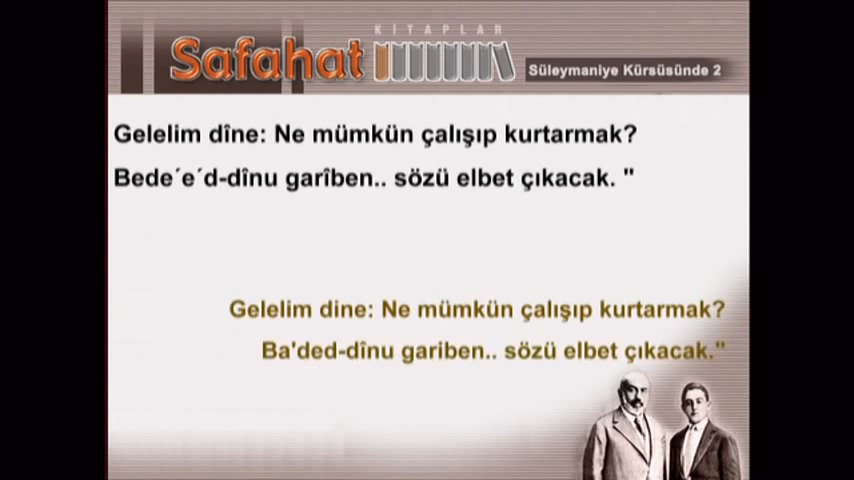 KİTAPLAR
Safahat
Süleymaniye Kürsüsünde 2
Gelelim dîne: Ne mümkün çalışıp kurtarmak?
Bede´e´d-dînu garîben.. sözü elbet çıkacak. "
Gelelim dine: Ne mümkün çalışıp kurtarmak?
Ba'ded-dînu gariben.. sözü elbet çıkacak."